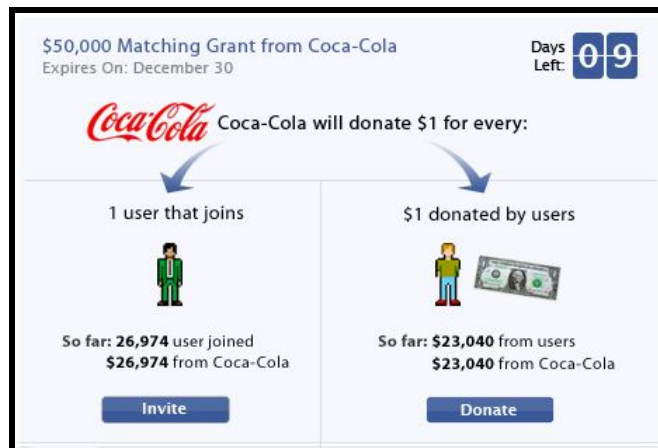 $50,000 Matching Grant from Coca-Cola
Expires On: December 30
Days
Left:
09
Coca-Cola
Coca-Cola will donate $1 for every:
1 user that joins
So far: 26,974 user joined
$26,974 from Coca-Cola
Invite
$1 donated by users
So far: $23,040 from users
$23,040 from Coca-Cola
Donate